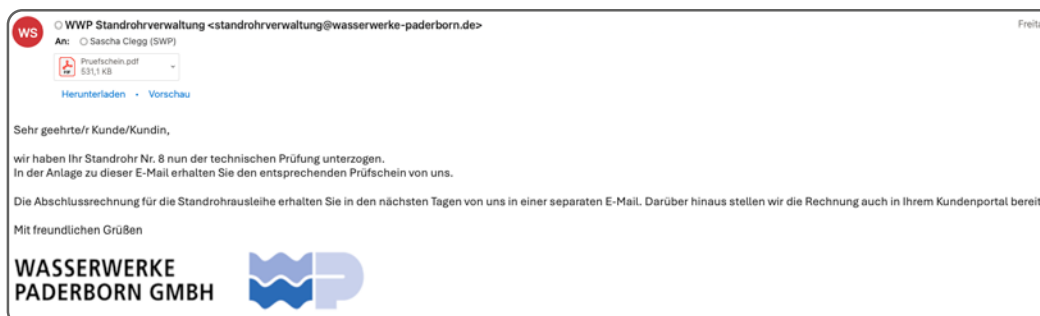 WS
WWP Standrohrverwaltung <standrohrverwaltung@wasserwerke-paderborn.de>
Freita
An: Sascha Clegg (SWP)
Pruefschein.pdf
531,1 KB
Herunterladen • Vorschau
Sehr geehrte/r Kunde/Kundin,
wir haben Ihr Standrohr Nr. 8 nun der technischen Prüfung unterzogen.
In der Anlage zu dieser E-Mail erhalten Sie den entsprechenden Prüfschein von uns.
Die Abschlussrechnung für die Standrohrausleihe erhalten Sie in den nächsten Tagen von uns in einer separaten E-Mail. Darüber hinaus stellen wir die Rechnung auch in Ihrem Kundenportal bereit
Mit freundlichen Grüßen
WASSERWERKE
PADERBORN GMBH